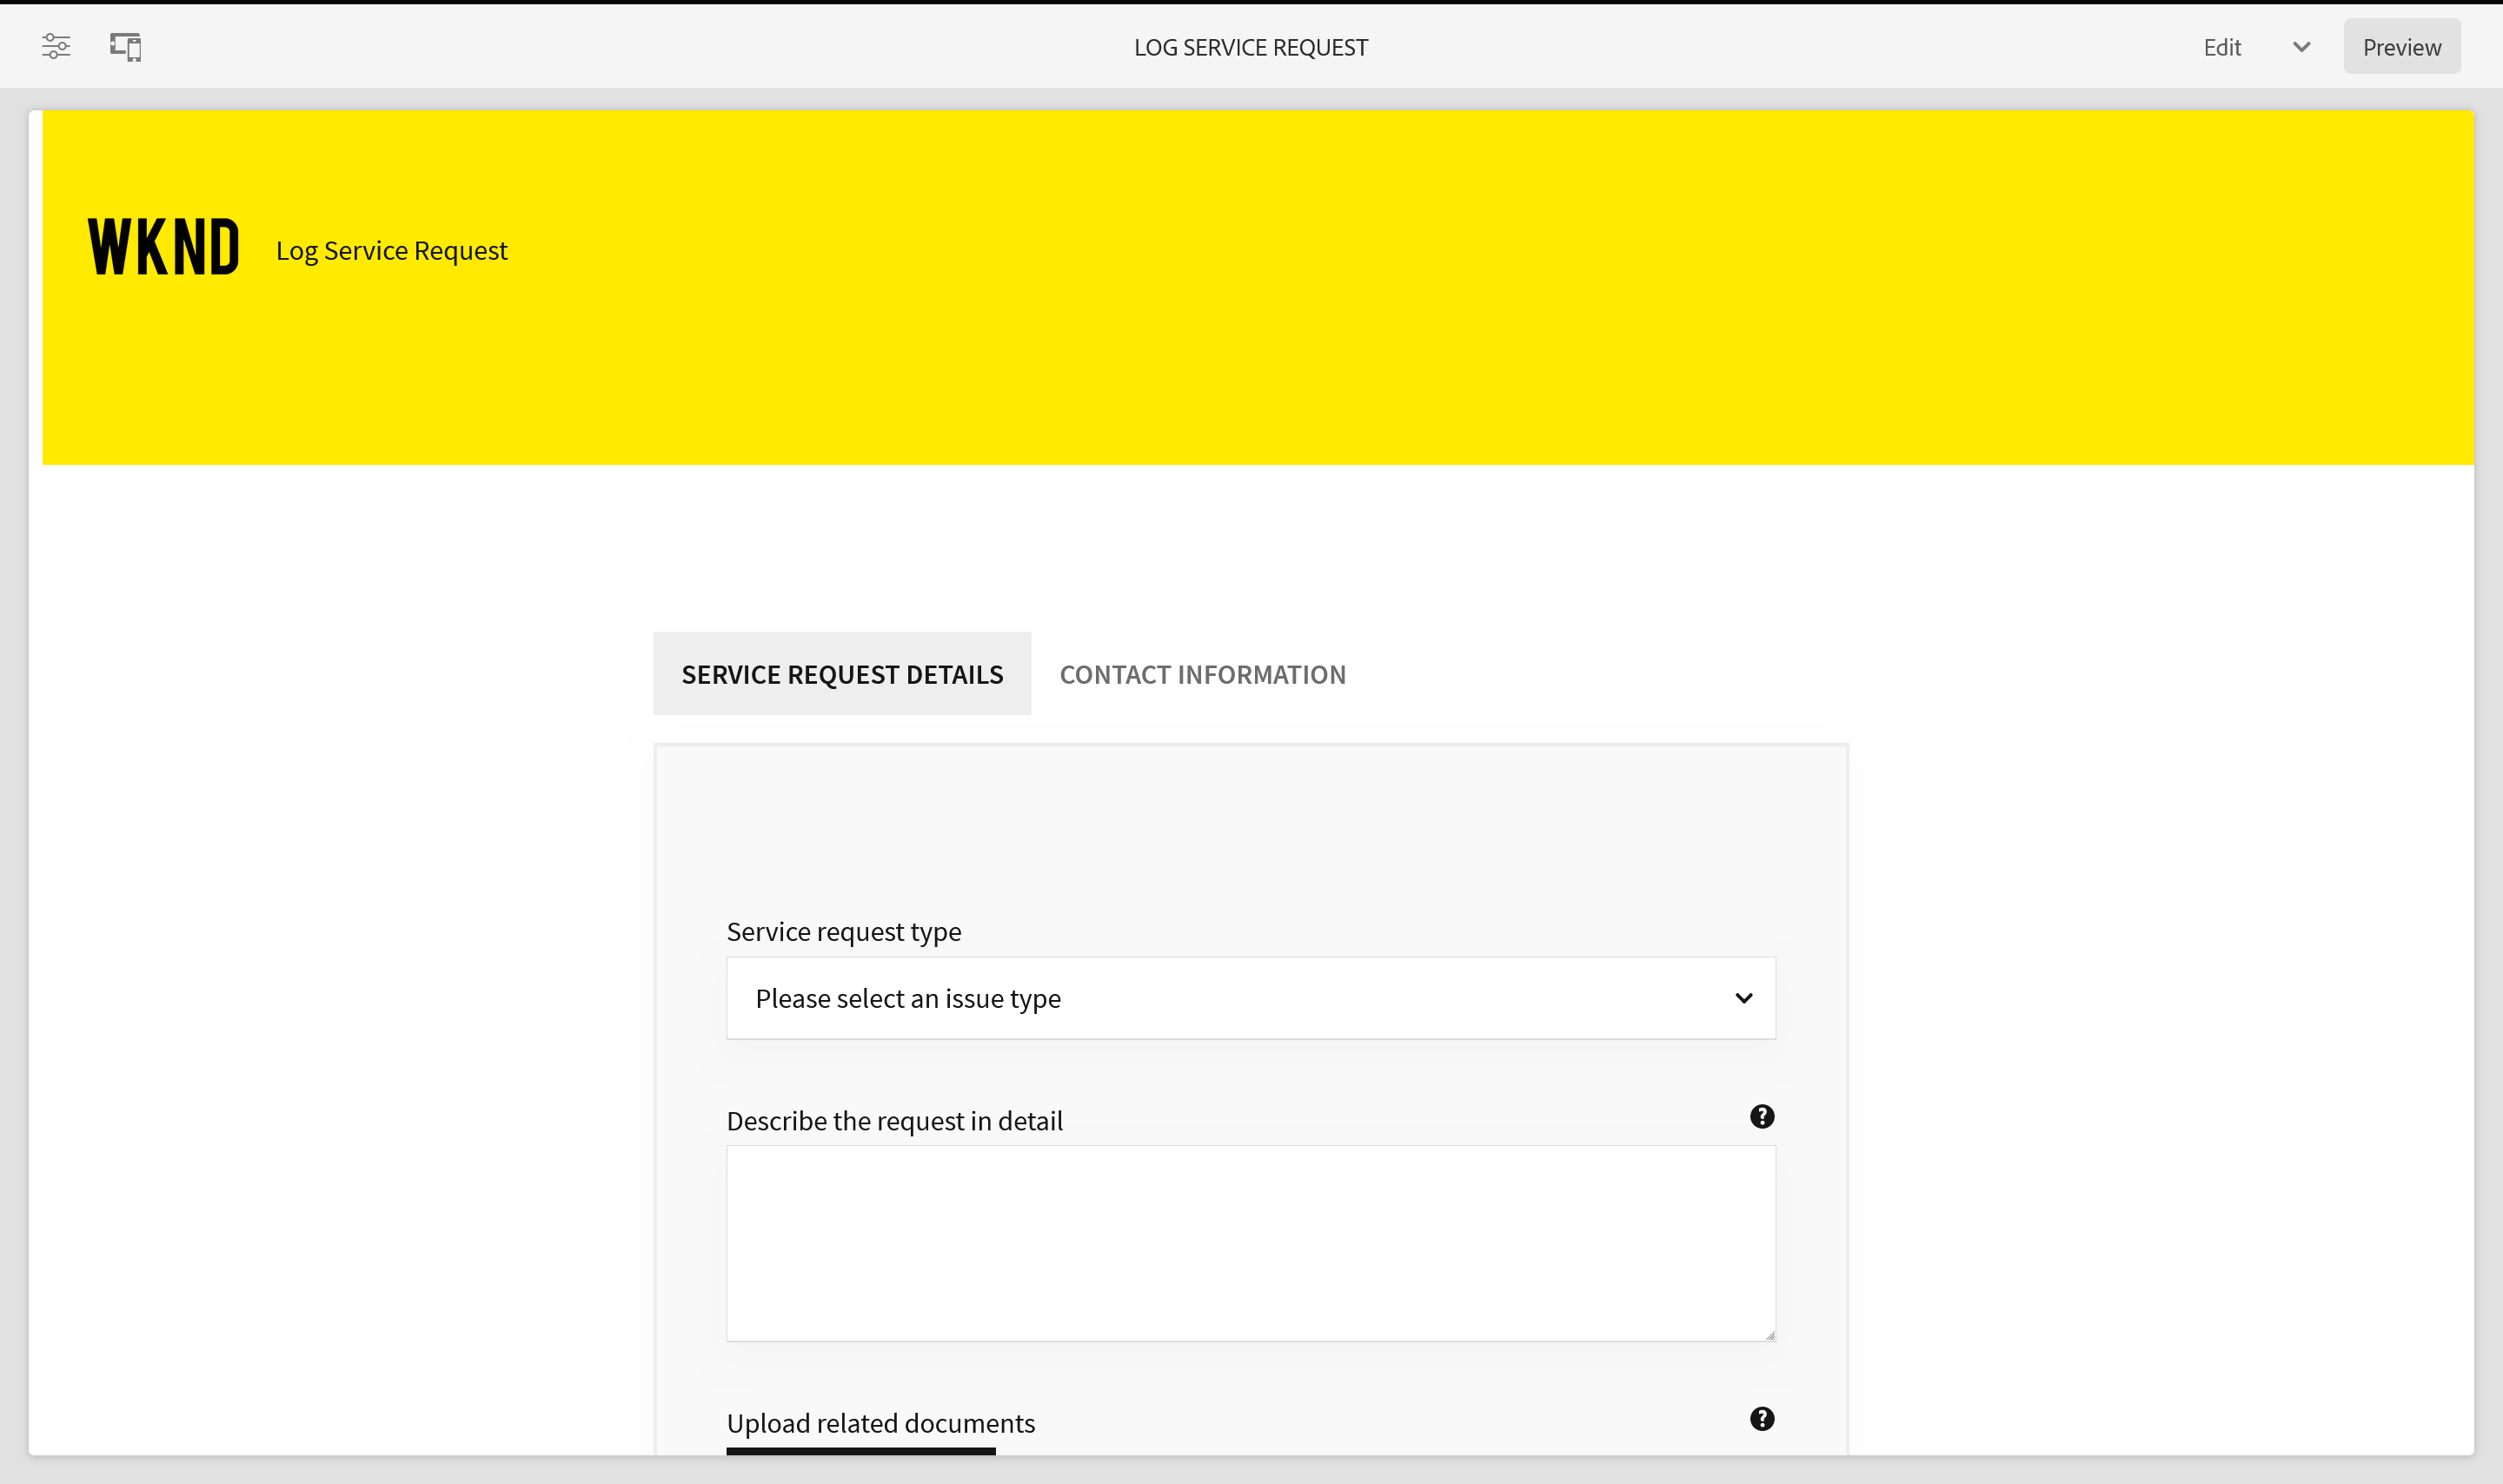 LOG SERVICE REQUEST
Edit
Preview
WKND
Log Service Request
SERVICE REQUEST DETAILS
CONTACT INFORMATION
Service request type
Please select an issue type
Describe the request in detail
?
Upload related documents
?